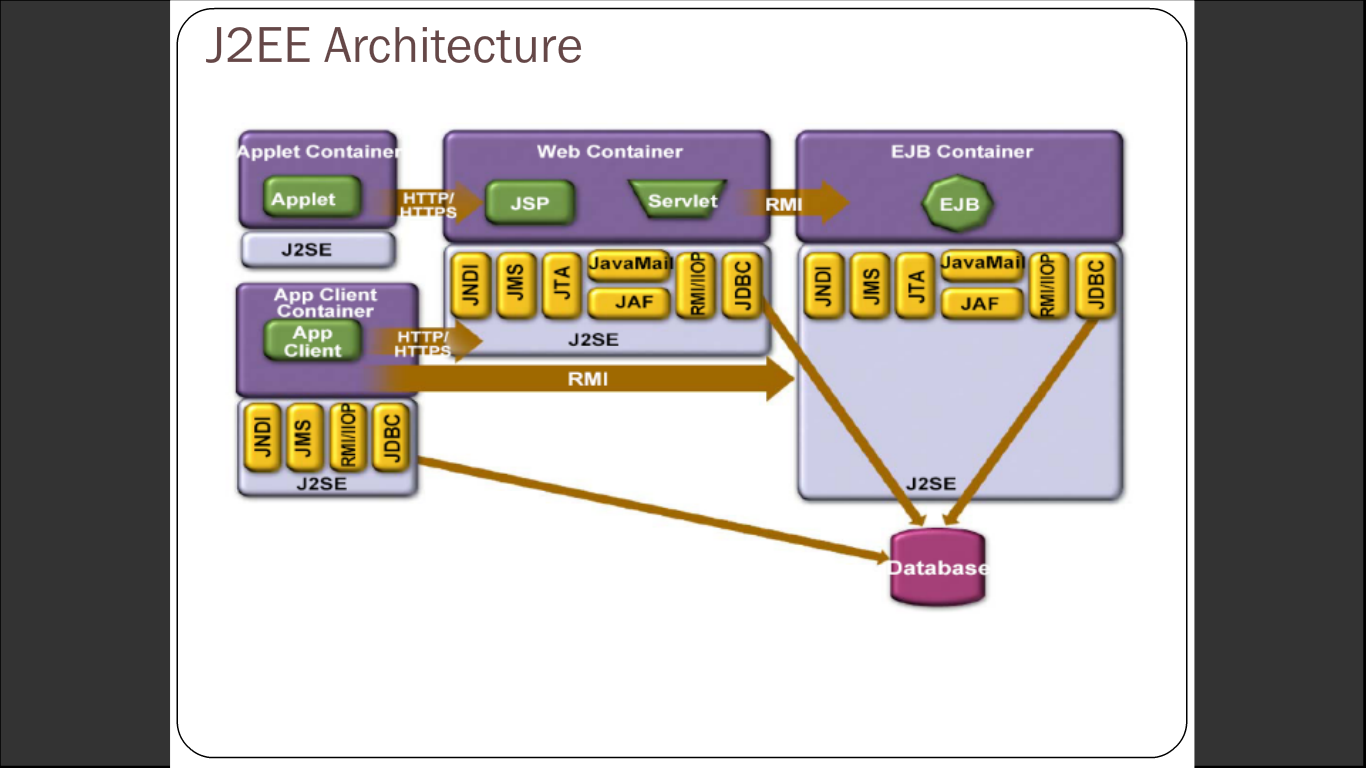 J2EE Architecture
Applet Container
Applet
J2SE
HTTP/
HTTPS
Web Container
JSP
Servlet
RMI
EJB Container
EJB
JNDI
JMS
JTA
JavaMail
JAF
RMI/IIOP
JDBC
J2SE
JNDI
JMS
JTA
JavaMail
JAF
RMI/IIOP
JDBC
J2SE
App Client
Container
App
Client
HTTP/
HTTPS
RMI
JNDI
JMS
RMI/IIOP
JDBC
J2SE
Database